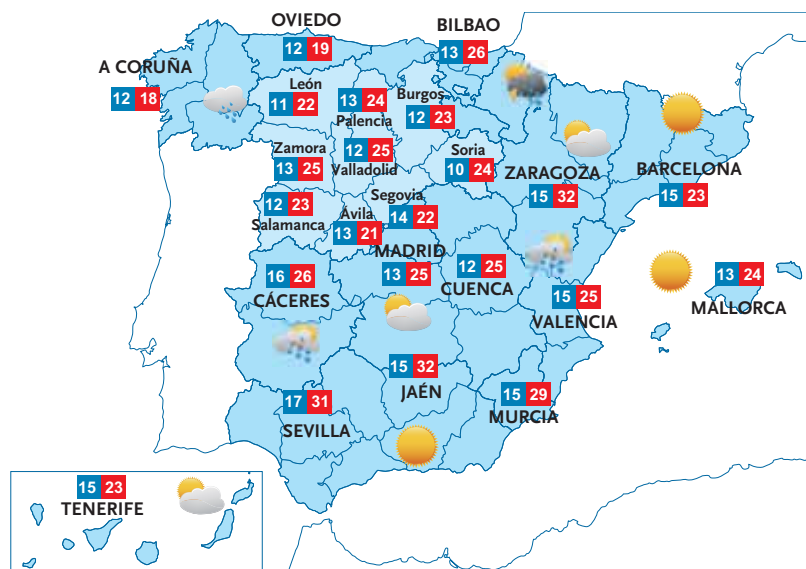 OVIEDO
12 19
BILBAO
13 26
A CORUÑA
12 18
León
11 22
13 24
Palencia
Burgos
12 23
Zamora
13 25
12 25
Valladolid
Soria
10 24
ZARAGOZA
15 32
BARCELONA
15 23
12 23
Salamanca
Ávila
13 21
Segovia
14 22
MADRID
13 25
12 25
CUENCA
16 26
CÁCERES
15 25
VALENCIA
13 24
MALLORCA
15 32
JAÉN
17 31
SEVILLA
15 29
MURCIA
15 23
TENERIFE